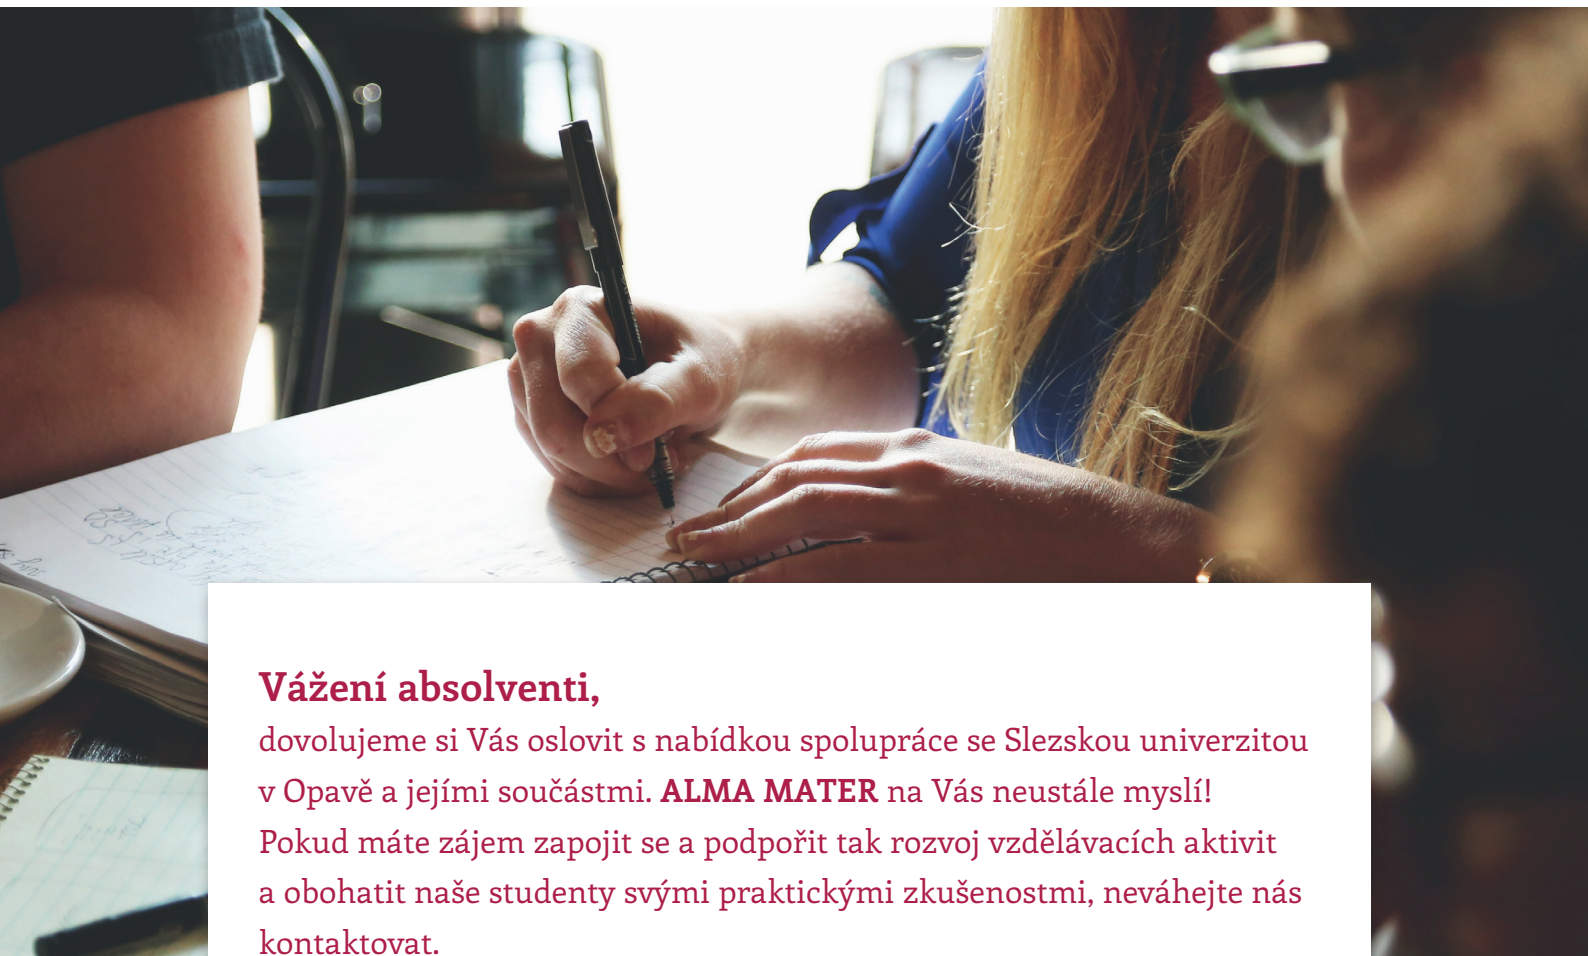 Vážení absolventi,
dovolujeme si Vás oslovit s nabídkou spolupráce se Slezskou univerzitou
v Opavě a jejími součástmi. ALMA MATER na Vás neustále myslí!
Pokud máte zájem zapojit se a podpořit tak rozvoj vzdělávacích aktivit
a obohatit naše studenty svými praktickými zkušenostmi, neváhejte nás
kontaktovat.